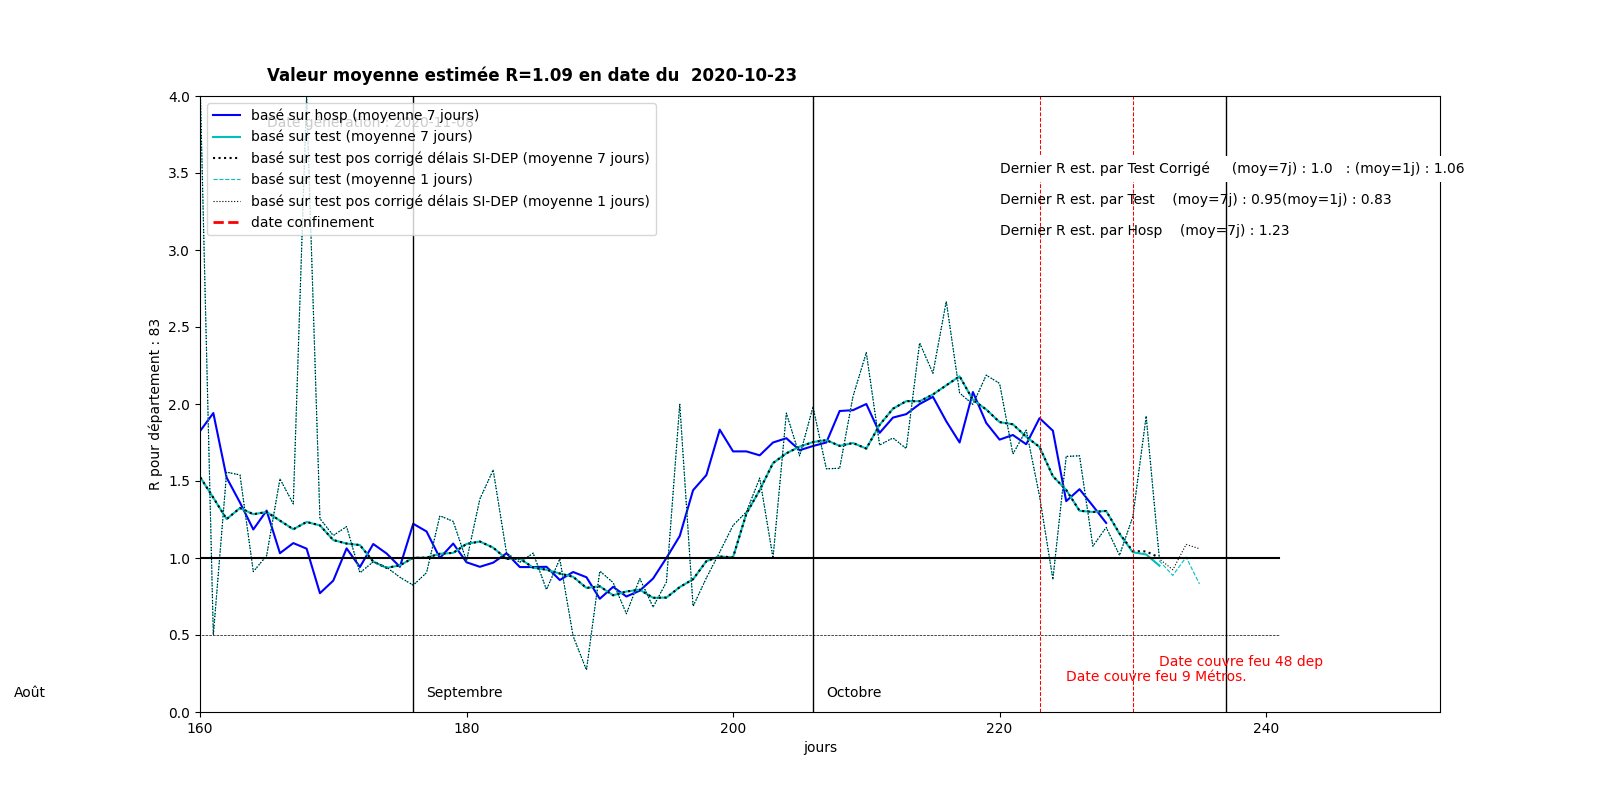 Valeur moyenne estimée R=1.09 en date du  2020-10-23
Date génération : 2020-11-08
basé sur hosp (moyenne 7 jours)
basé sur test (moyenne 7 jours)
basé sur test pos corrigé délais SI-DEP (moyenne 7 jours)
basé sur test (moyenne 1 jours)
basé sur test pos corrigé délais SI-DEP (moyenne 1 jours)
date confinement
Dernier R est. par Test Corrigé     (moy=7j) : 1.0   : (moy=1j) : 1.06
Dernier R est. par Test    (moy=7j) : 0.95(moy=1j) : 0.83
Dernier R est. par Hosp    (moy=7j) : 1.23
R pour département : 83
4.0
3.5
3.0
2.5
2.0
1.5
1.0
0.5
0.0
Date couvre feu 48 dep
Date couvre feu 9 Métros.
Août
Septembre
Octobre
160
180
200
220
240
jours